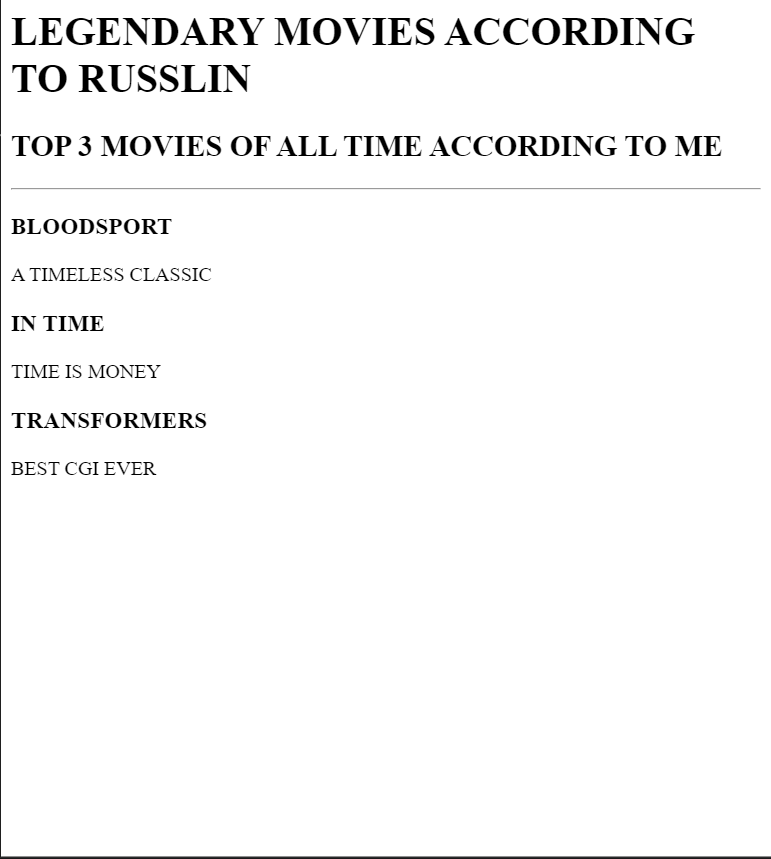 LEGENDARY MOVIES ACCORDING
TO RUSSLIN
TOP 3 MOVIES OF ALL TIME ACCORDING TO ME
BLOODSPORT
A TIMELESS CLASSIC
IN TIME
TIME IS MONEY
TRANSFORMERS
BEST CGI EVER